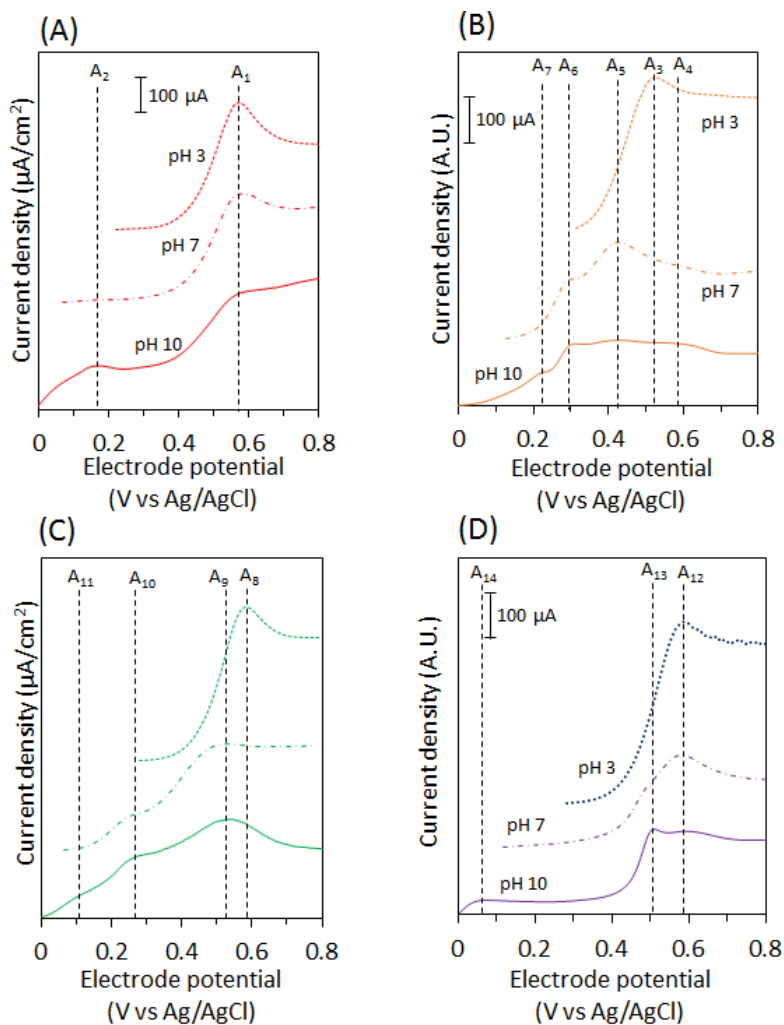 (A)
A₂
A₁
100 µA
pH 3
pH 7
pH 10
Current density (µA/cm²)
0 0.2 0.4 0.6 0.8
Electrode potential
(V vs Ag/AgCl)
(B)
A₇ A₆ A₅ A₃ A₄
100 µA
pH 3
pH 7
pH 10
Current density (A.U.)
0 0.2 0.4 0.6 0.8
Electrode potential
(V vs Ag/AgCl)
(C)
A₁₁ A₁₀ A₉ A₈
Current density (µA/cm²)
0 0.2 0.4 0.6 0.8
Electrode potential
(V vs Ag/AgCl)
(D)
A₁₄ A₁₃ A₁₂
100 µA
pH 3
pH 7
pH 10
Current density (A.U.)
0 0.2 0.4 0.6 0.8
Electrode potential
(V vs Ag/AgCl)